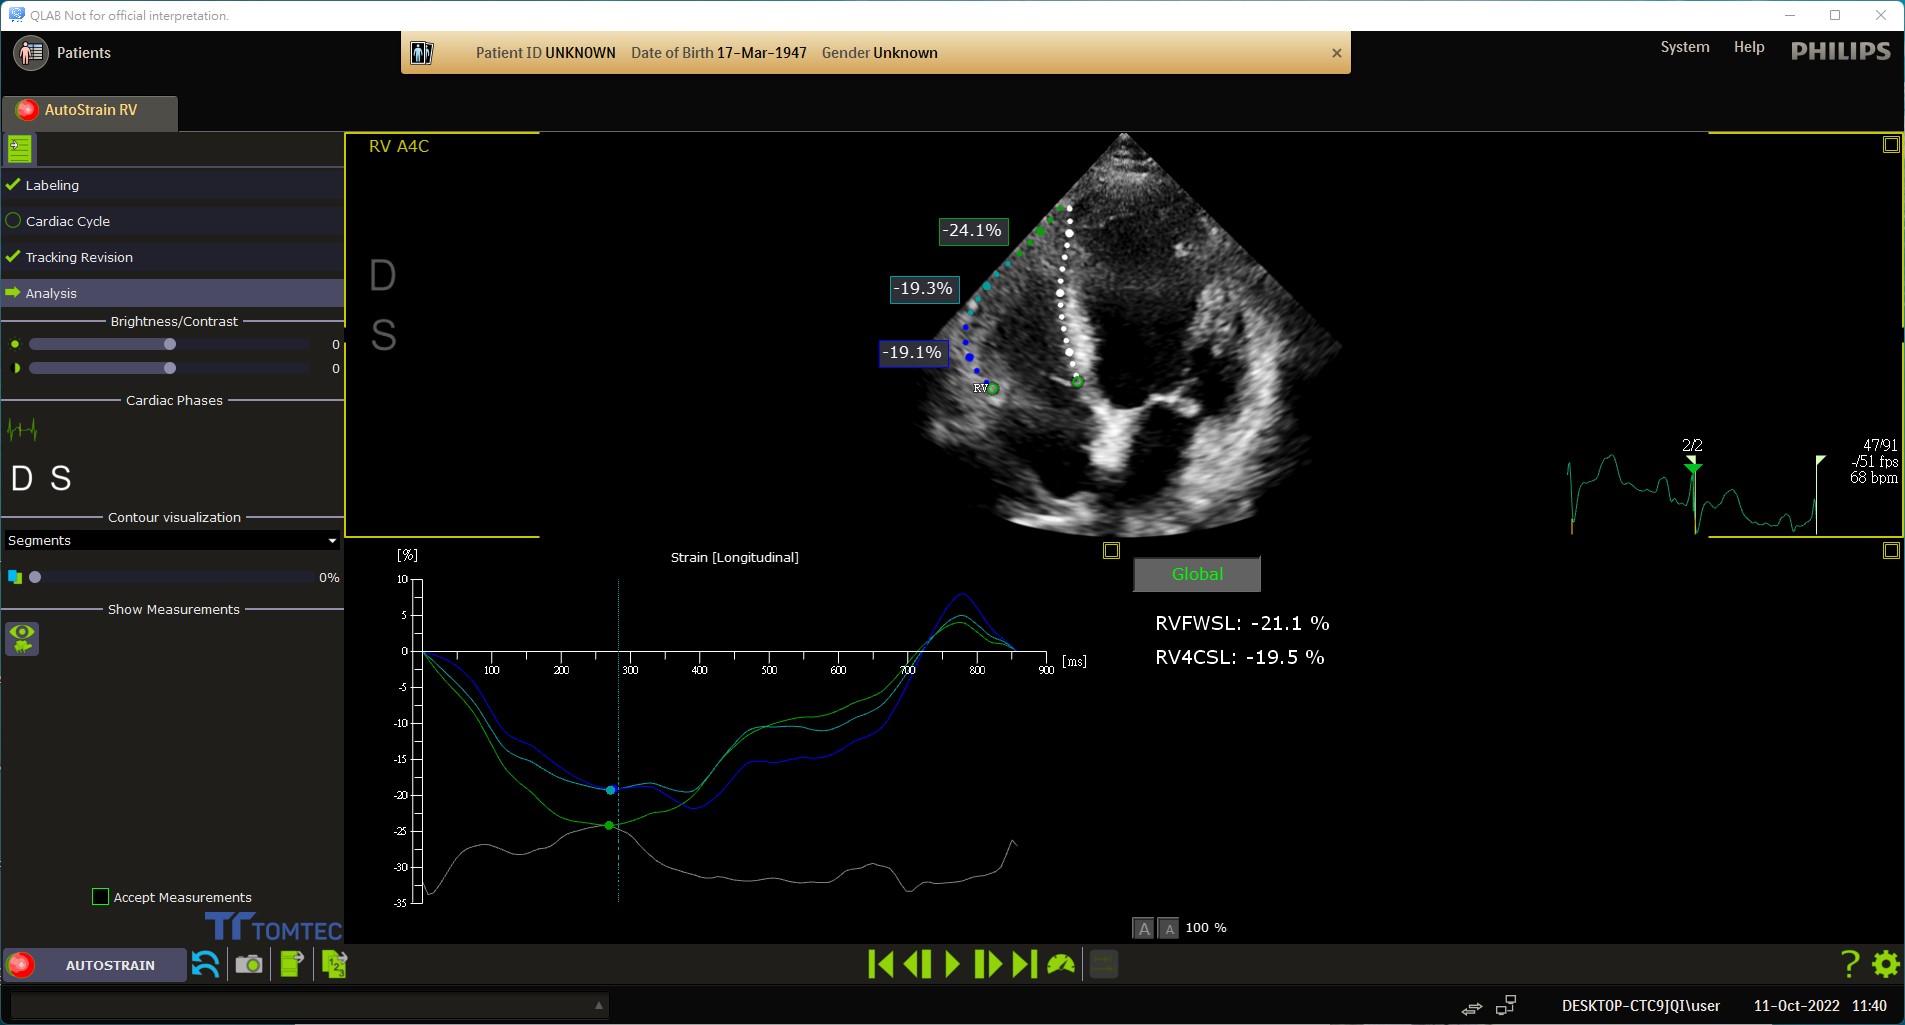 QLAB Not for official interpretation.
Patients
Patient ID UNKNOWN Date of Birth 17-Mar-1947 Gender Unknown
System Help PHILIPS
AutoStrain RV
Labeling
Cardiac Cycle
Tracking Revision
Analysis
Brightness/Contrast
0
0
Cardiac Phases
D S
Contour visualization
Segments
0%
Show Measurements
Accept Measurements
TOMTEC
RV A4C
D
S
-24.1%
-19.3%
-19.1%
RV
2/2
47/91
-/51 fps
68 bpm
[%]
Strain [Longitudinal]
10
5
0
-5
-10
-15
-20
-25
-30
-35
100 200 300 400 500 600 700 800 900 [ms]
Global
RVFWSL: -21.1 %
RV4CSL: -19.5 %
A A 100 %
AUTOSTRAIN
1 2 3
?
DESKTOP-CTC9JQI\user 11-Oct-2022 11:40